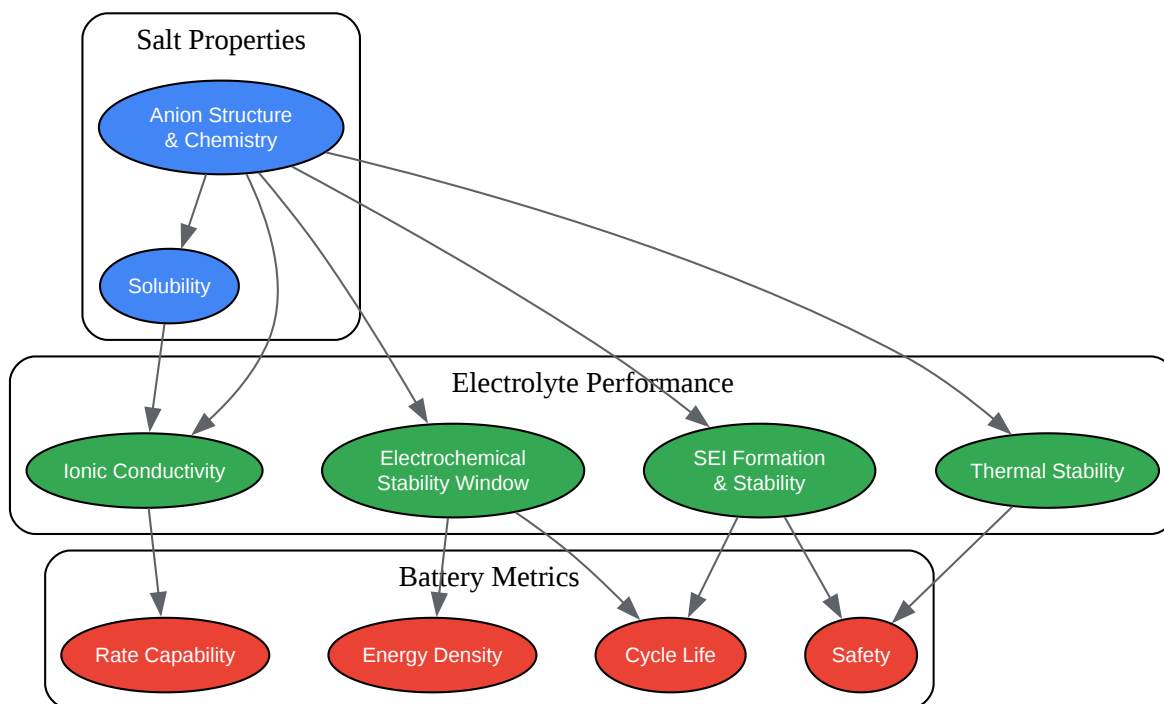 Salt Properties
Anion Structure
& Chemistry
Solubility
Electrolyte Performance
Ionic Conductivity
Electrochemical
Stability Window
SEI Formation
& Stability
Thermal Stability
Battery Metrics
Rate Capability
Energy Density
Cycle Life
Safety